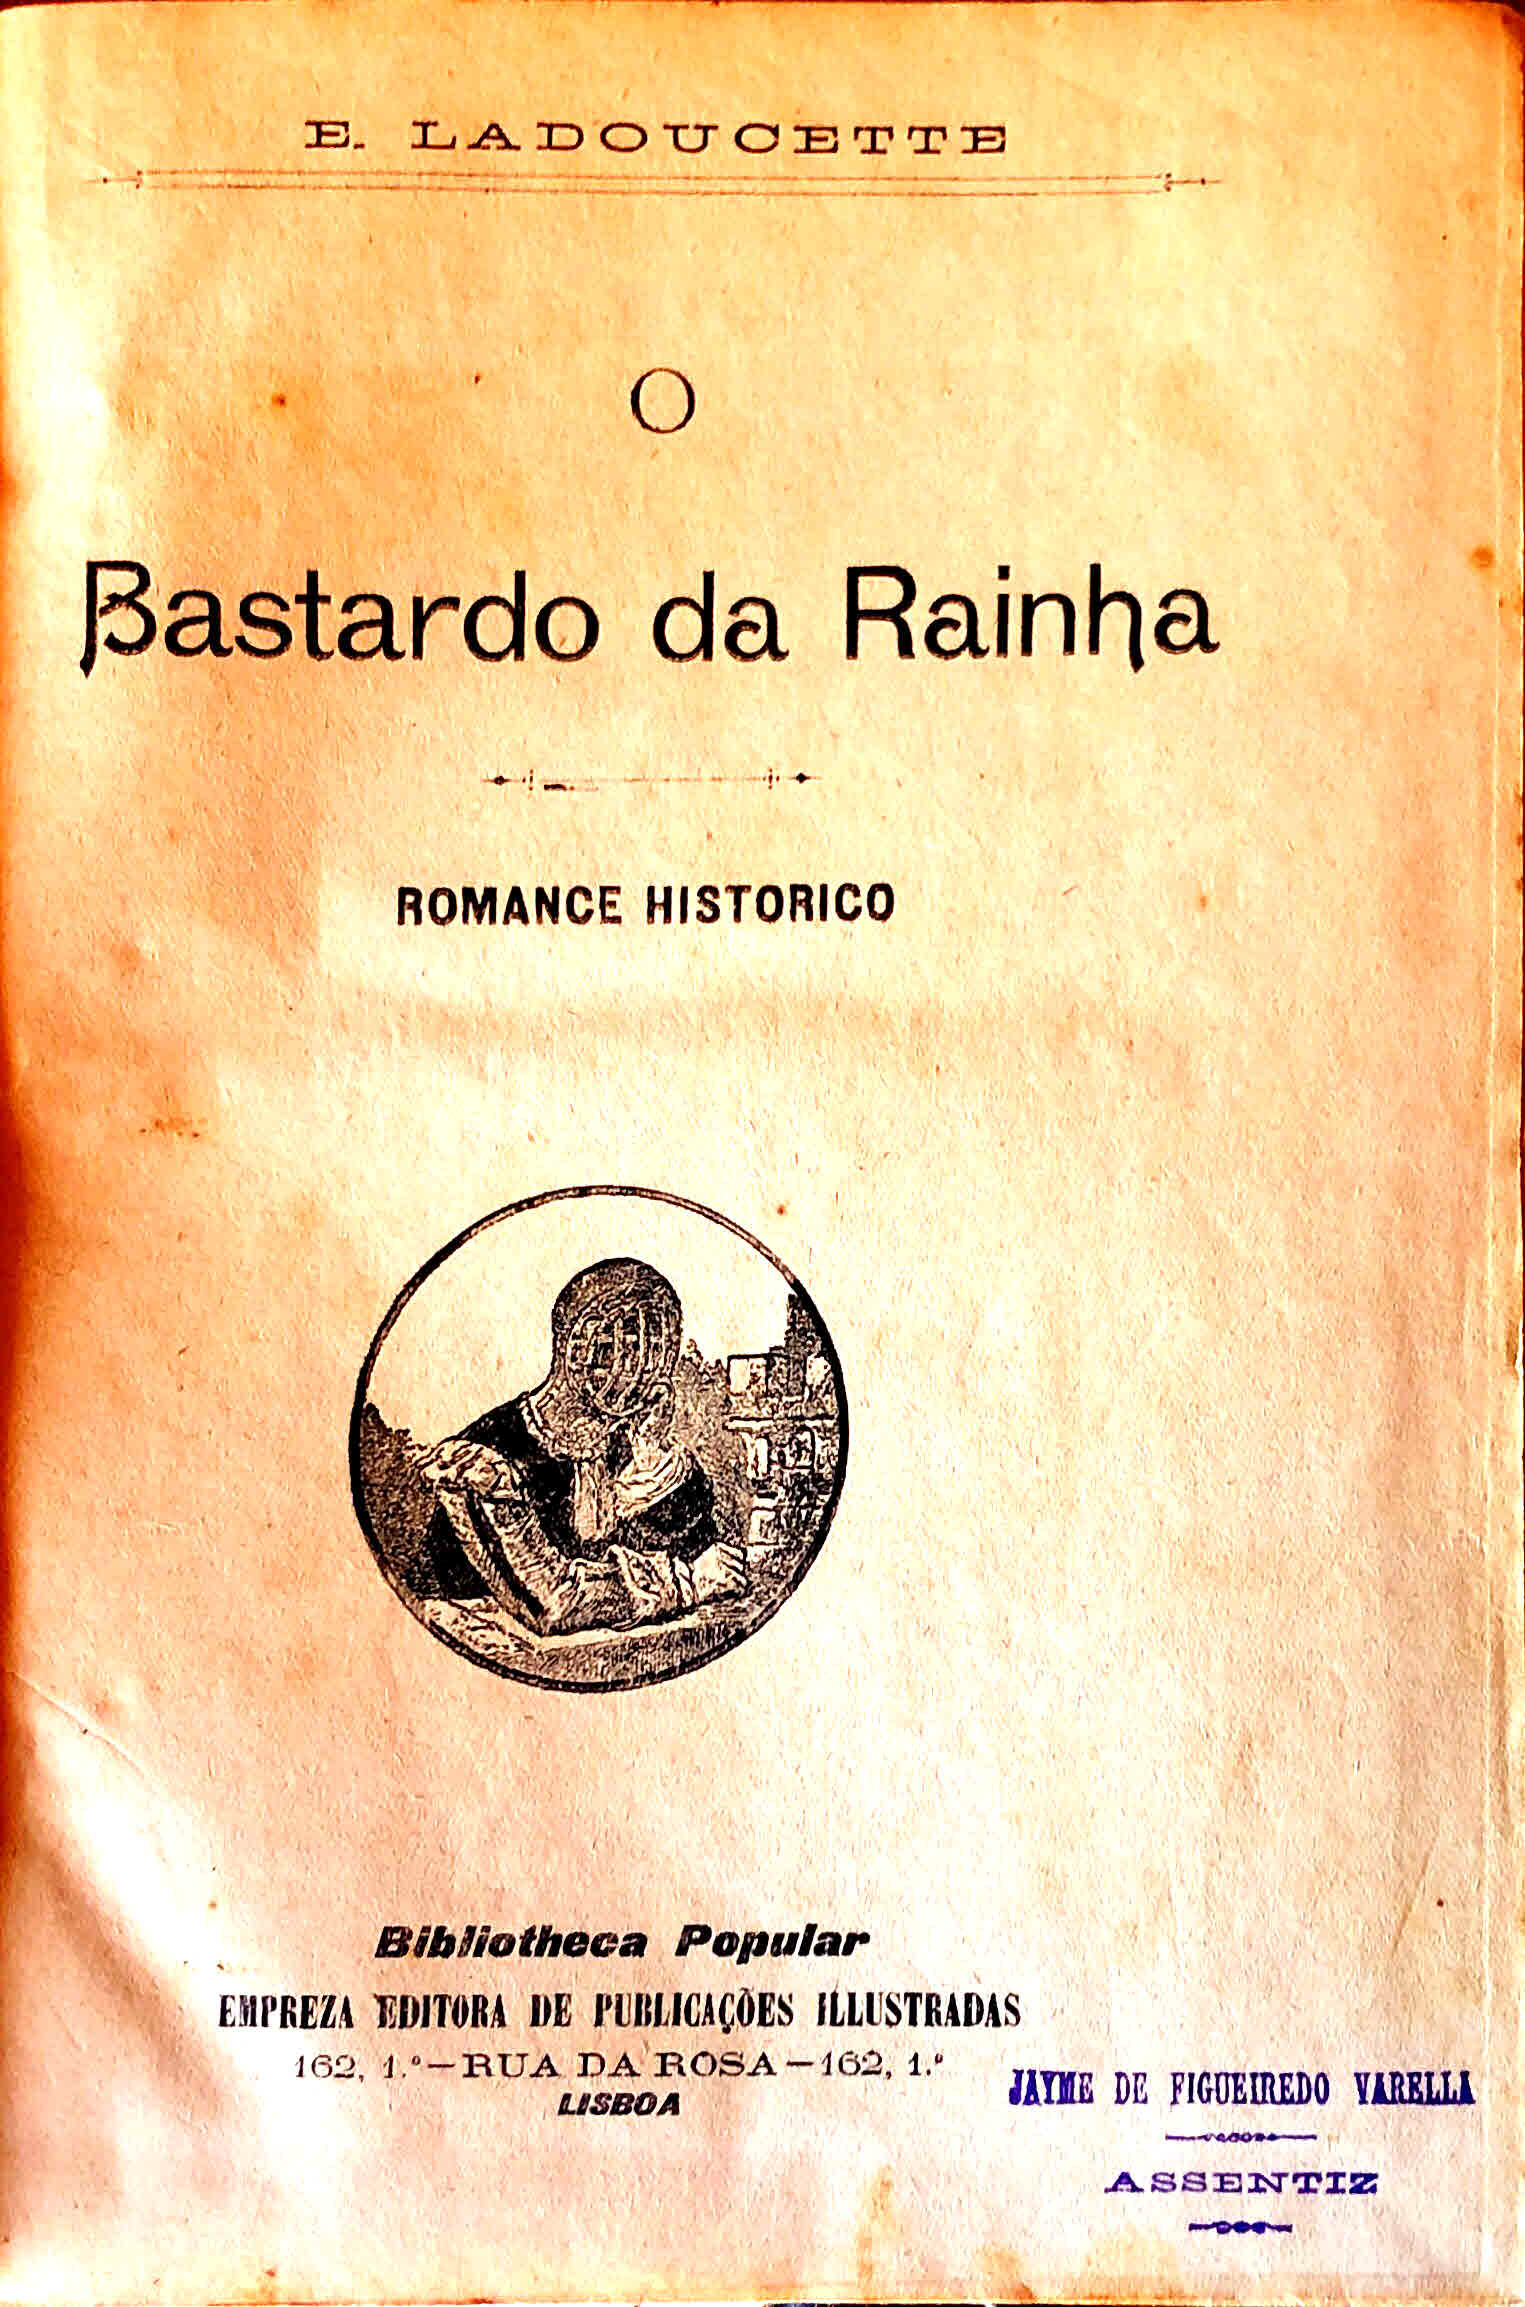 E. LADOUCETTE
O
Bastardo da Rainha
ROMANCE HISTORICO
Bibliotheca Popular
EMPREZA EDITORA DE PUBLICAÇÕES ILLUSTRADAS
162, 1.º—RUA DA ROSA—162, 1.º
LISBOA
JAYME DE FIGUEIREDO VARELLA
ASSENTIZ